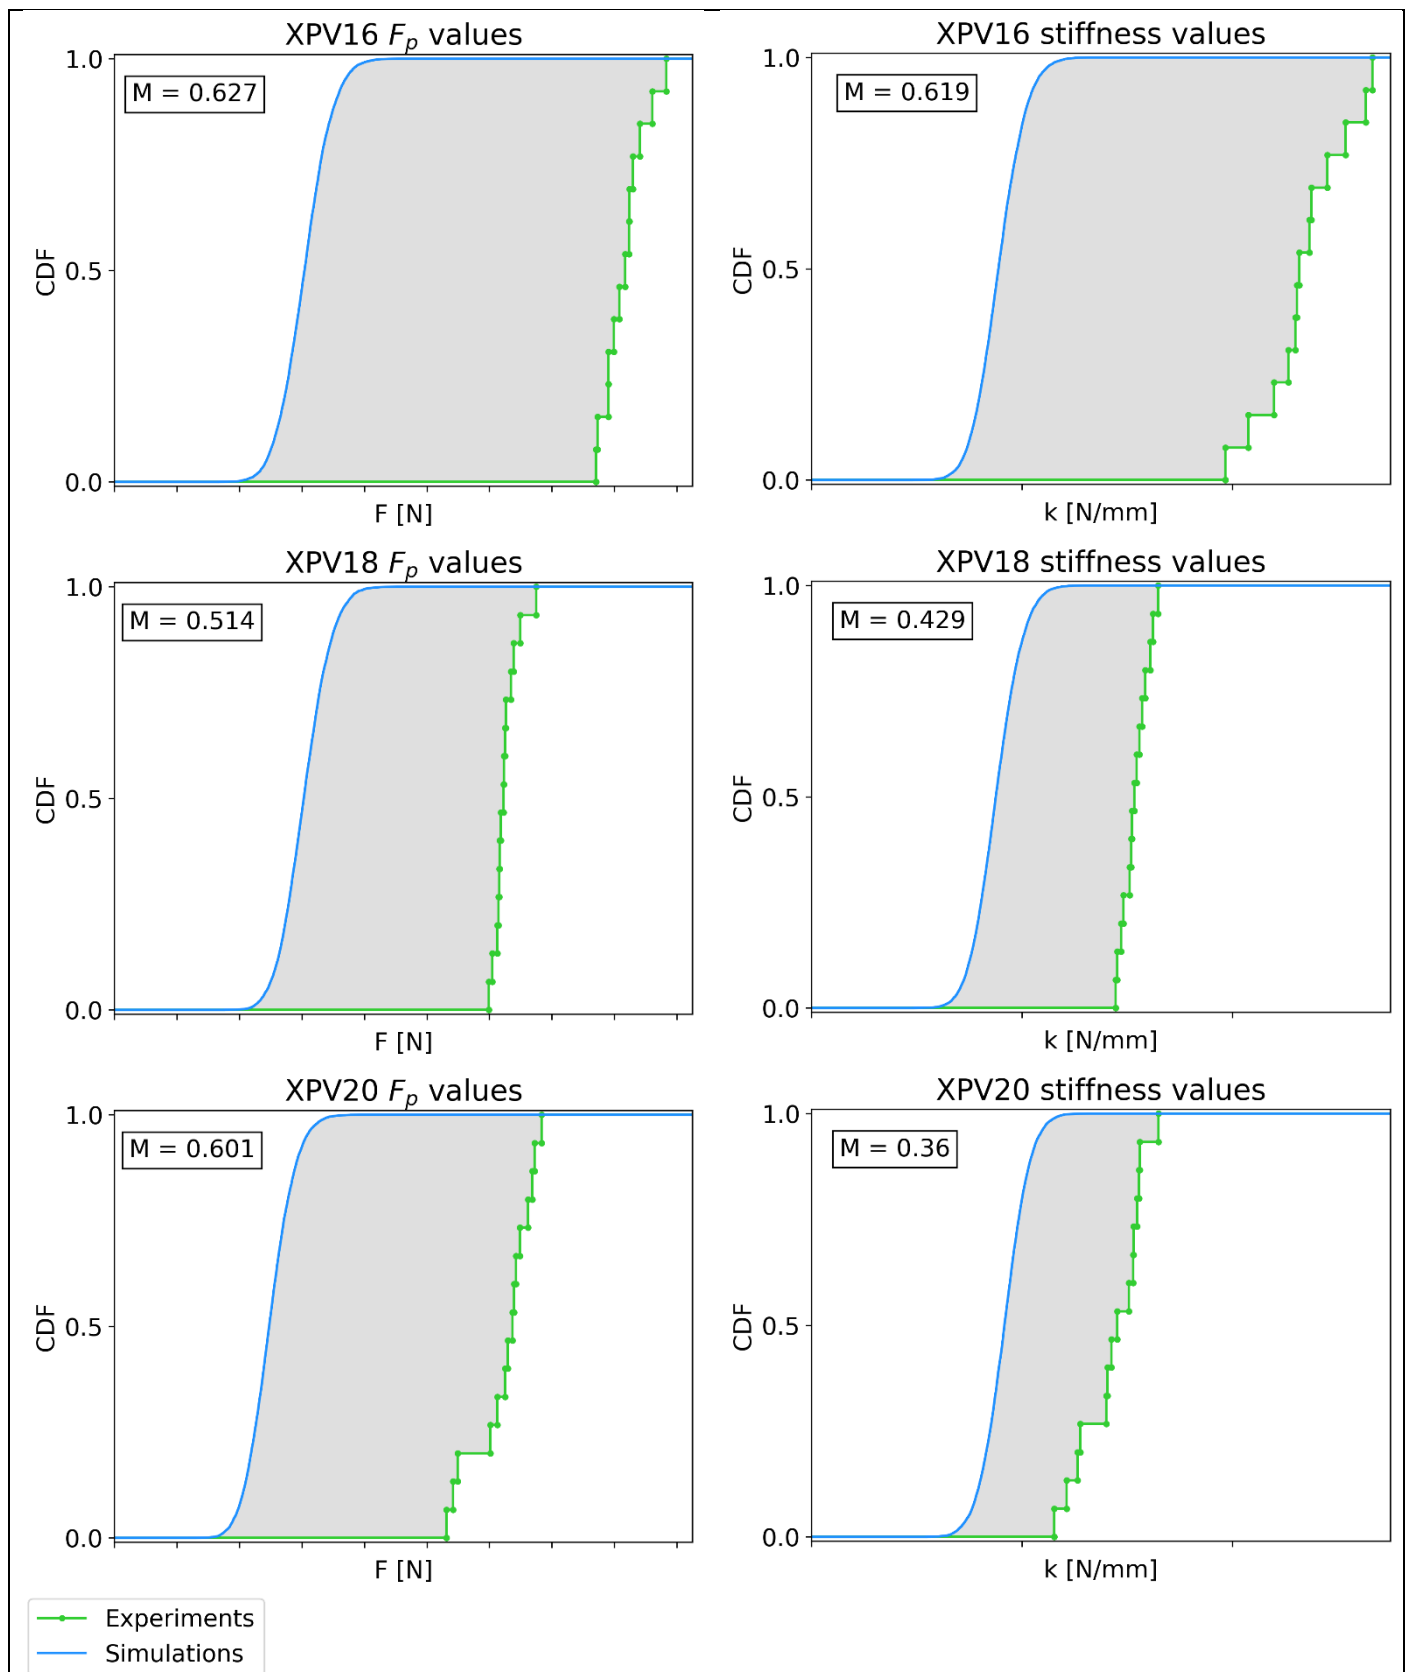 XPV16 Fp values
M = 0.627
1.0
0.5
0.0
CDF
F [N]
XPV16 stiffness values
M = 0.619
1.0
0.5
0.0
CDF
k [N/mm]
XPV18 Fp values
M = 0.514
1.0
0.5
0.0
CDF
F [N]
XPV18 stiffness values
M = 0.429
1.0
0.5
0.0
CDF
k [N/mm]
XPV20 Fp values
M = 0.601
1.0
0.5
0.0
CDF
F [N]
XPV20 stiffness values
M = 0.36
1.0
0.5
0.0
CDF
k [N/mm]
Experiments
Simulations